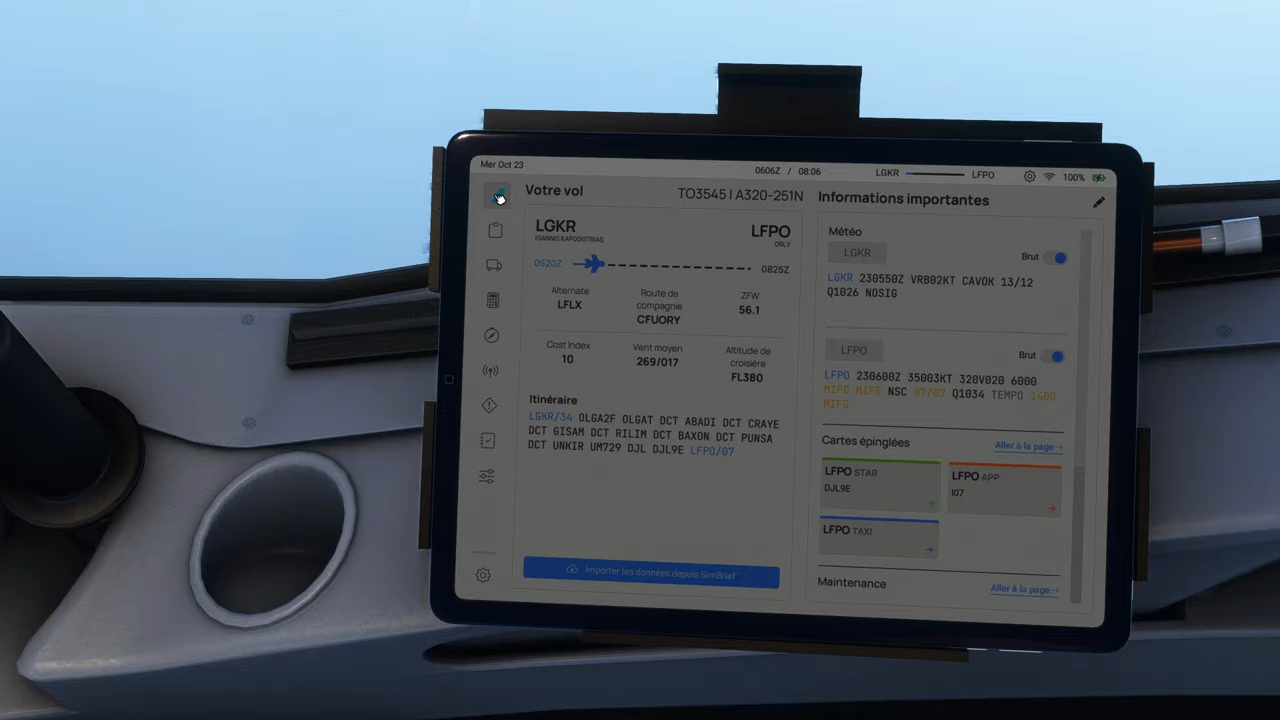 Mer Oct 23
0606Z / 08:06
LGKR LFPO
100%
Votre vol
TO3545 | A320-251N
LGKR
IOANNIS KAPODISTRIAS
LFPO
ORLY
0520Z
0825Z
Alternate
LFLX
Route de
compagnie
CFUORY
ZFW
56.1
Cost Index
10
Vent moyen
269/017
Altitude de
croisière
FL380
Itinéraire
LGKR/34 OLGA2F OLGAT DCT ABADI DCT CRAYE
DCT GISAM DCT RILIM DCT BAXON DCT PUNSA
DCT UNKIR UM729 DJL DJL9E LFPO/07
Importer les données depuis SimBrief
Informations importantes
Météo
LGKR
Brut
LGKR 230550Z VRB02KT CAVOK 13/12
Q1026 NOSIG
LFPO
Brut
LFPO 230600Z 35003KT 320V020 6000
MIFG MIFG NSC 07/07 Q1034 TEMPO 1400
MIFG
Cartes épinglées
Aller à la page
LFPO STAR
DJL9E
LFPO APP
I07
LFPO TAXI
Maintenance
Aller à la page